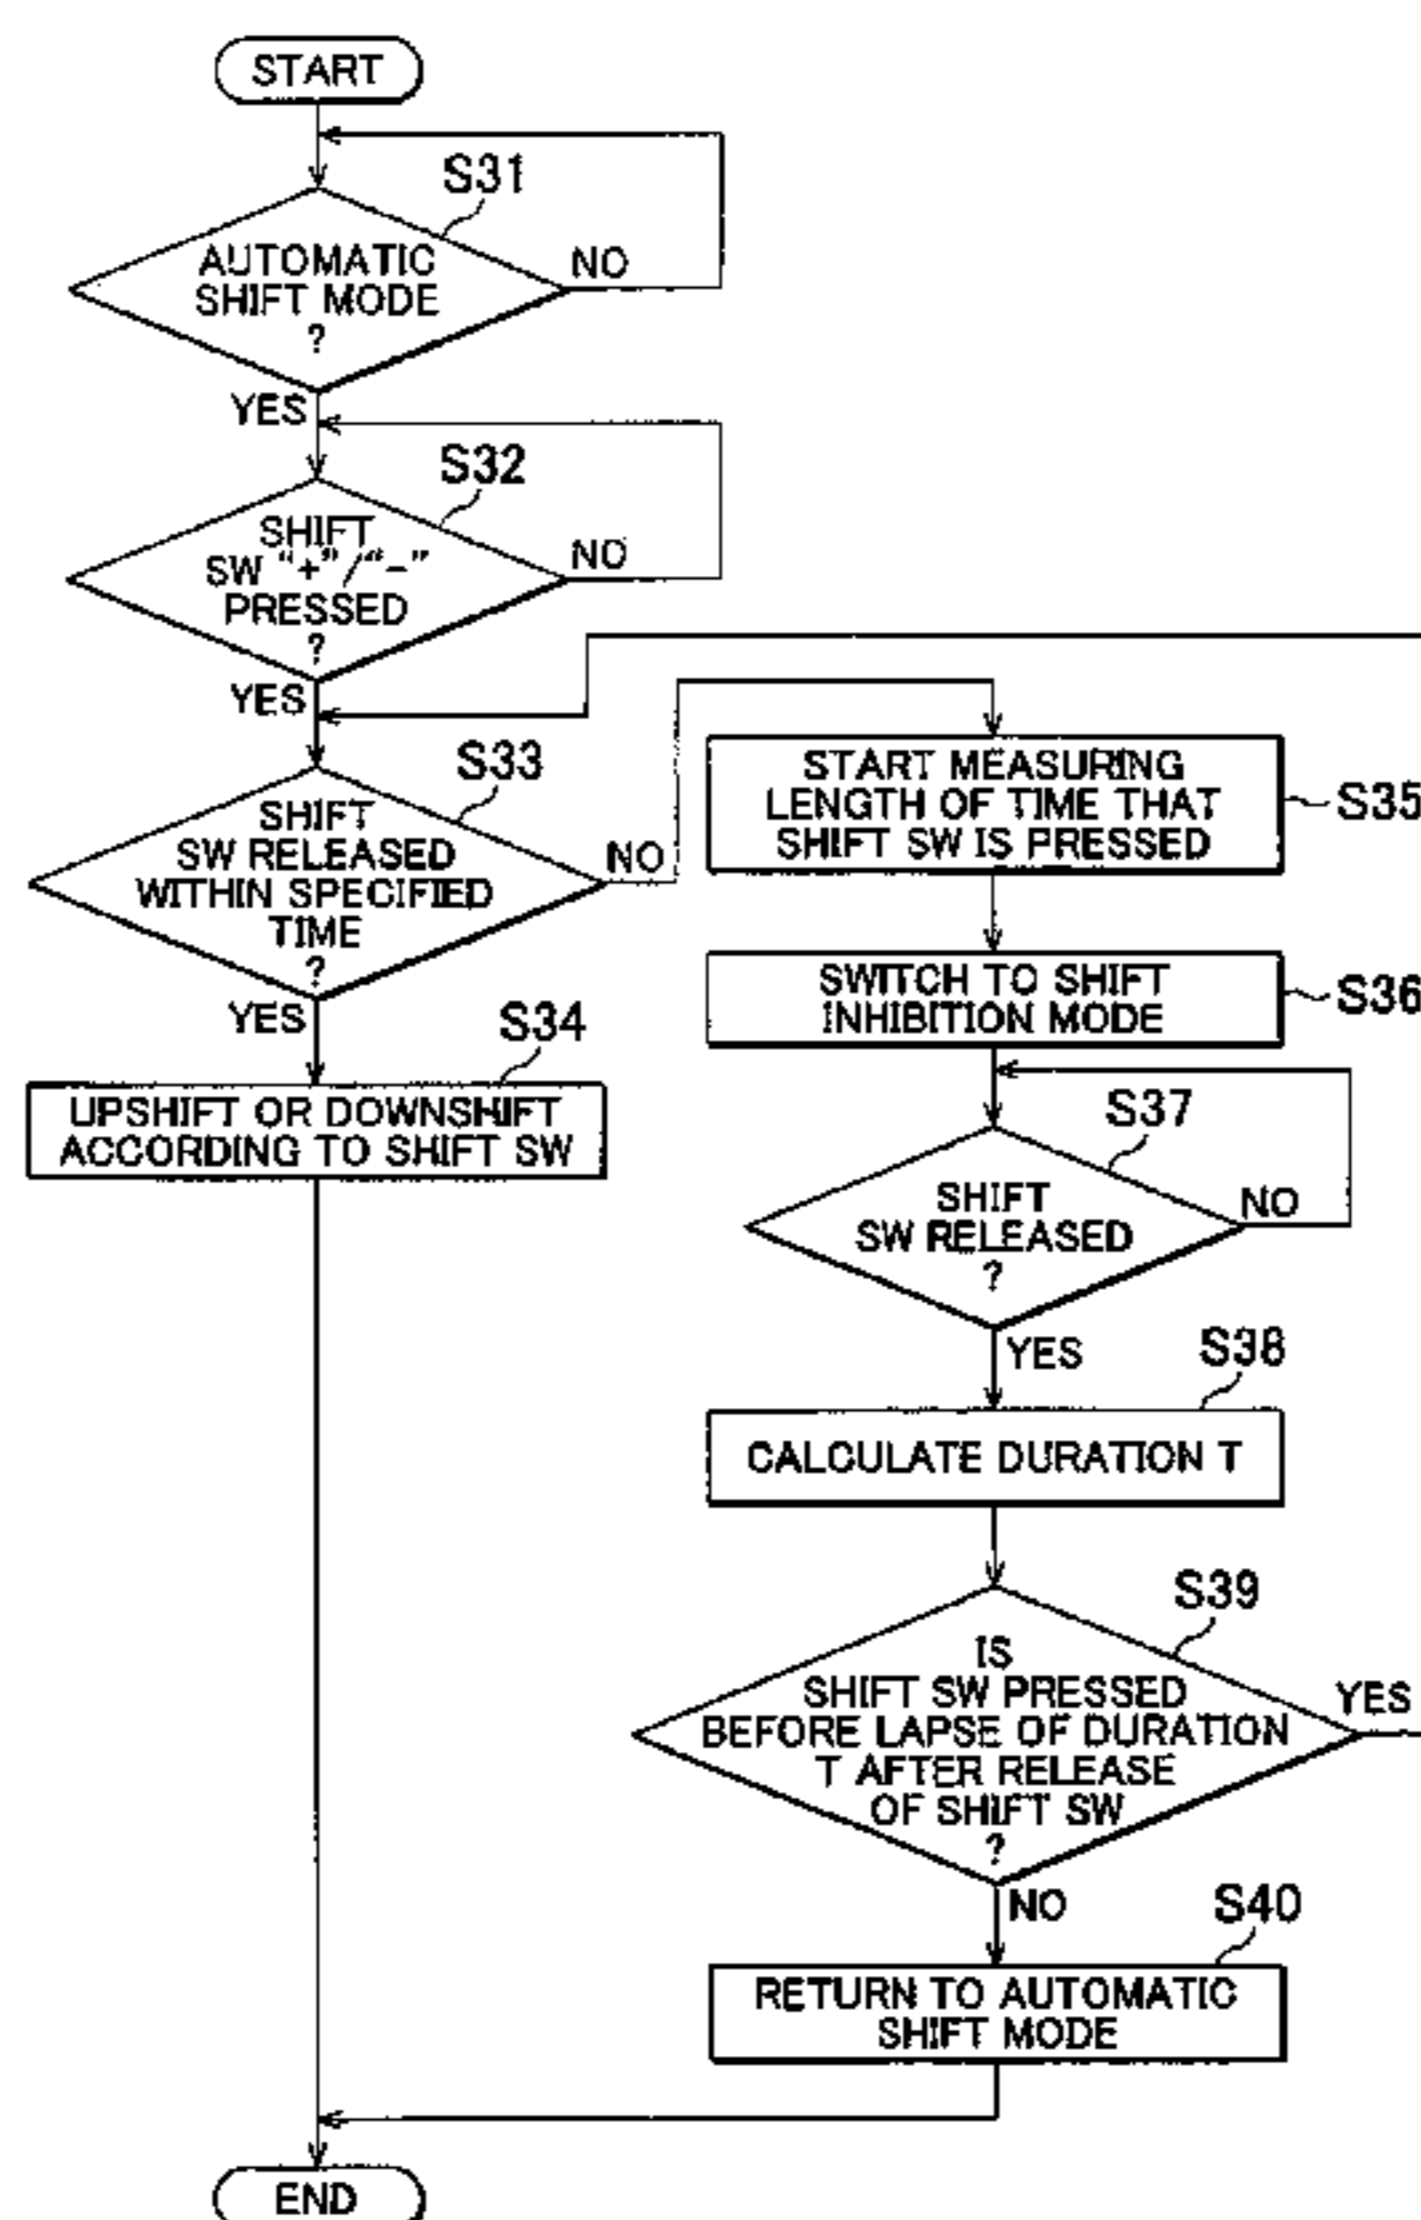 START
S31
AUTOMATIC
SHIFT MODE
?
NO
YES
S32
SHIFT
SW “+”/“-”
PRESSED
?
NO
YES
S33
SHIFT
SW RELEASED
WITHIN SPECIFIED
TIME
?
NO
YES
S34
UPSHIFT OR DOWNSHIFT
ACCORDING TO SHIFT SW
START MEASURING
LENGTH OF TIME THAT
SHIFT SW IS PRESSED
S35
SWITCH TO SHIFT
INHIBITION MODE
S36
S37
SHIFT
SW RELEASED
?
NO
YES
S38
CALCULATE DURATION T
S39
IS
SHIFT SW PRESSED
BEFORE LAPSE OF DURATION
T AFTER RELEASE
OF SHIFT SW
?
YES
NO
S40
RETURN TO AUTOMATIC
SHIFT MODE
END